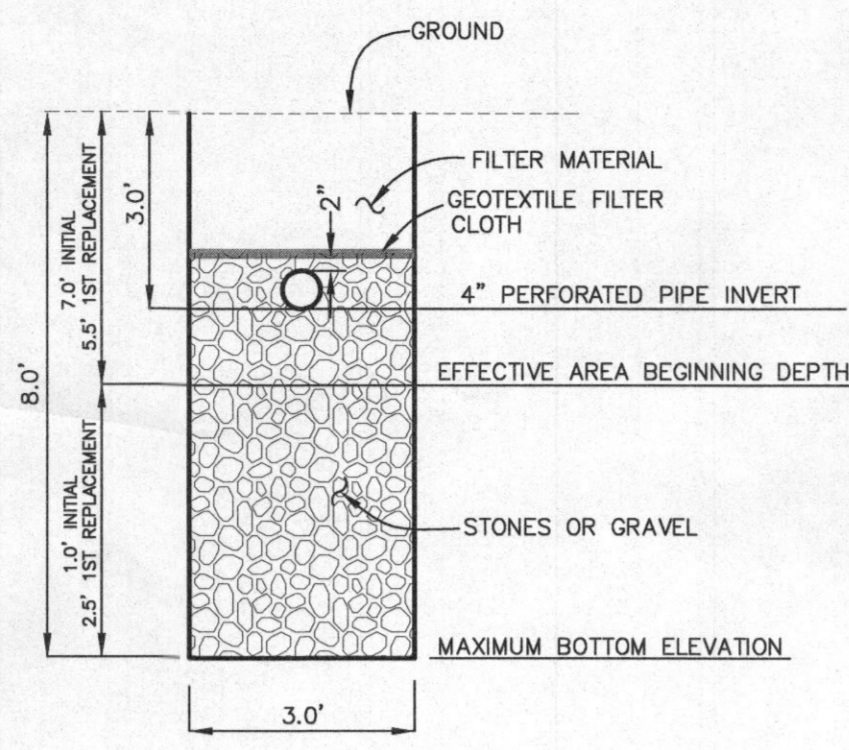 GROUND
FILTER MATERIAL
GEOTEXTILE FILTER
CLOTH
2"
3.0'
7.0' INITIAL
5.5' 1ST REPLACEMENT
4" PERFORATED PIPE INVERT
EFFECTIVE AREA BEGINNING DEPTH
8.0'
1.0' INITIAL
2.5' 1ST REPLACEMENT
STONES OR GRAVEL
MAXIMUM BOTTOM ELEVATION
3.0'